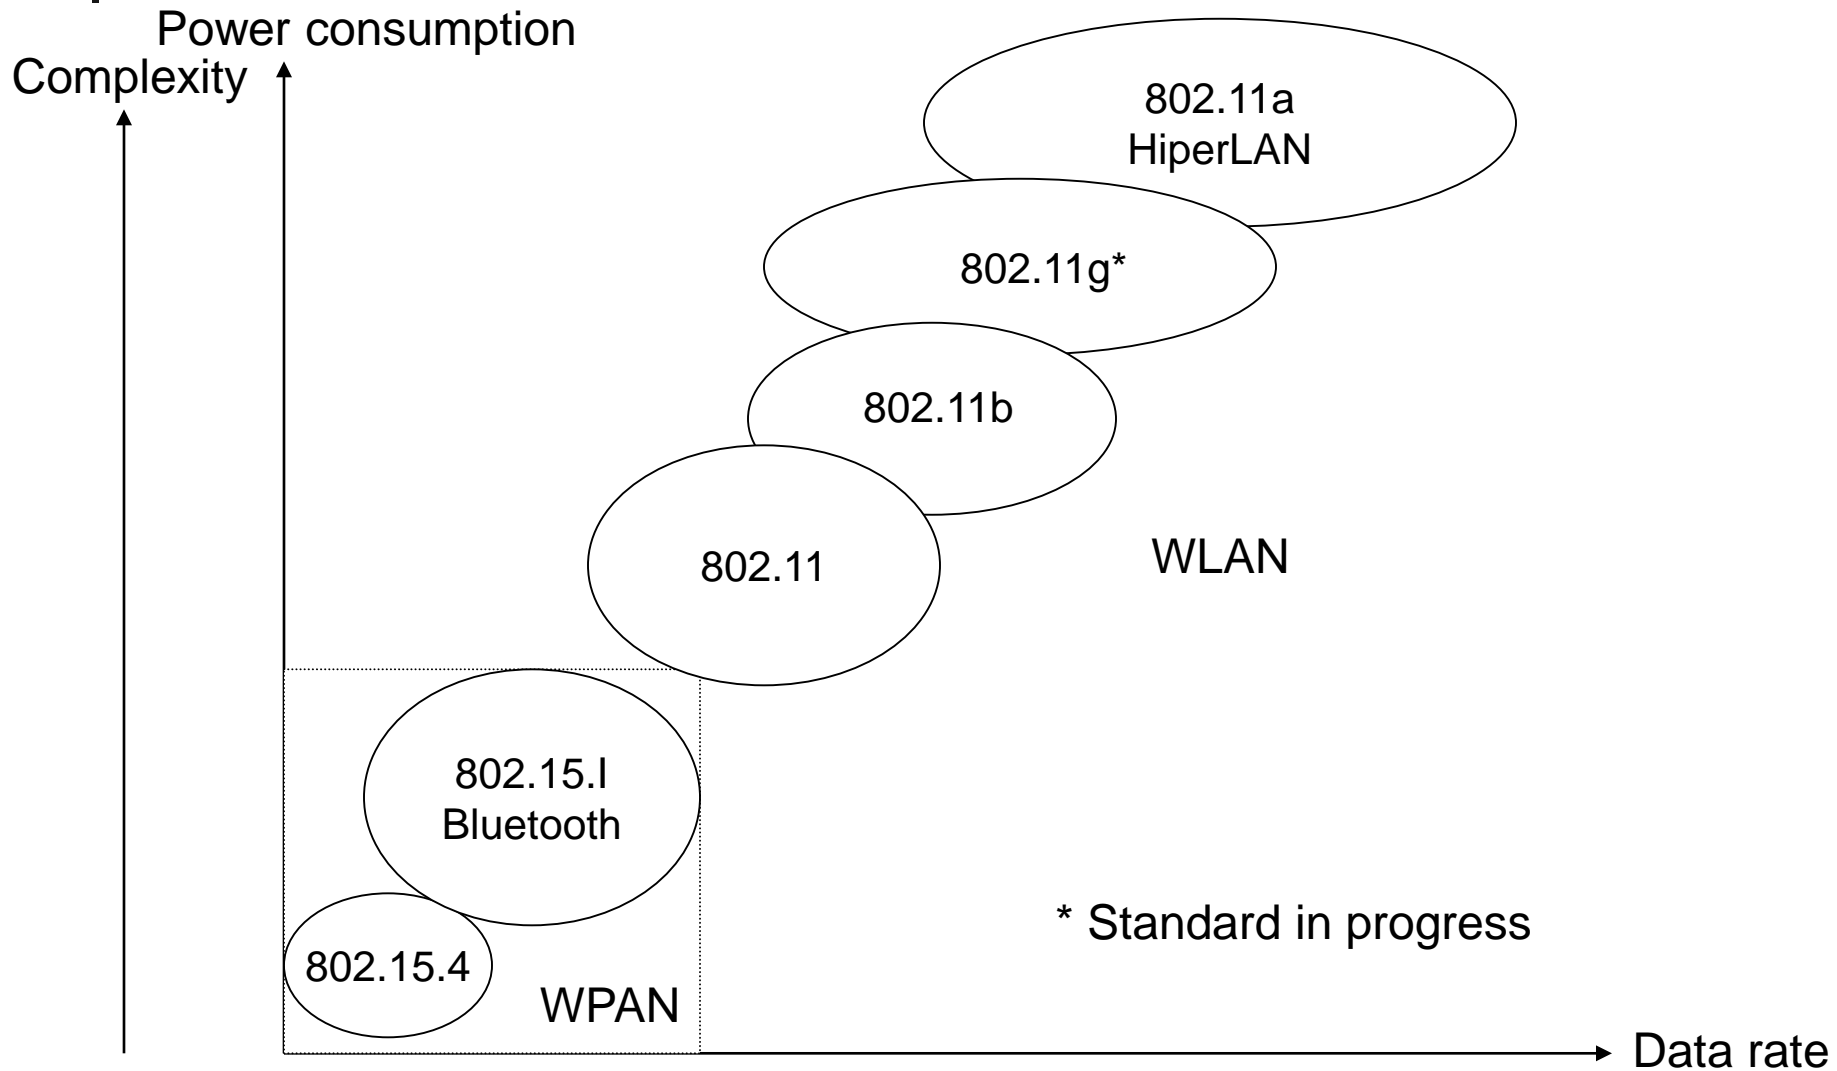 Power consumption
Complexity
802.11a
HiperLAN
802.11g*
802.11b
802.11
WLAN
802.15.I
Bluetooth
* Standard in progress
802.15.4
WPAN
Data rate